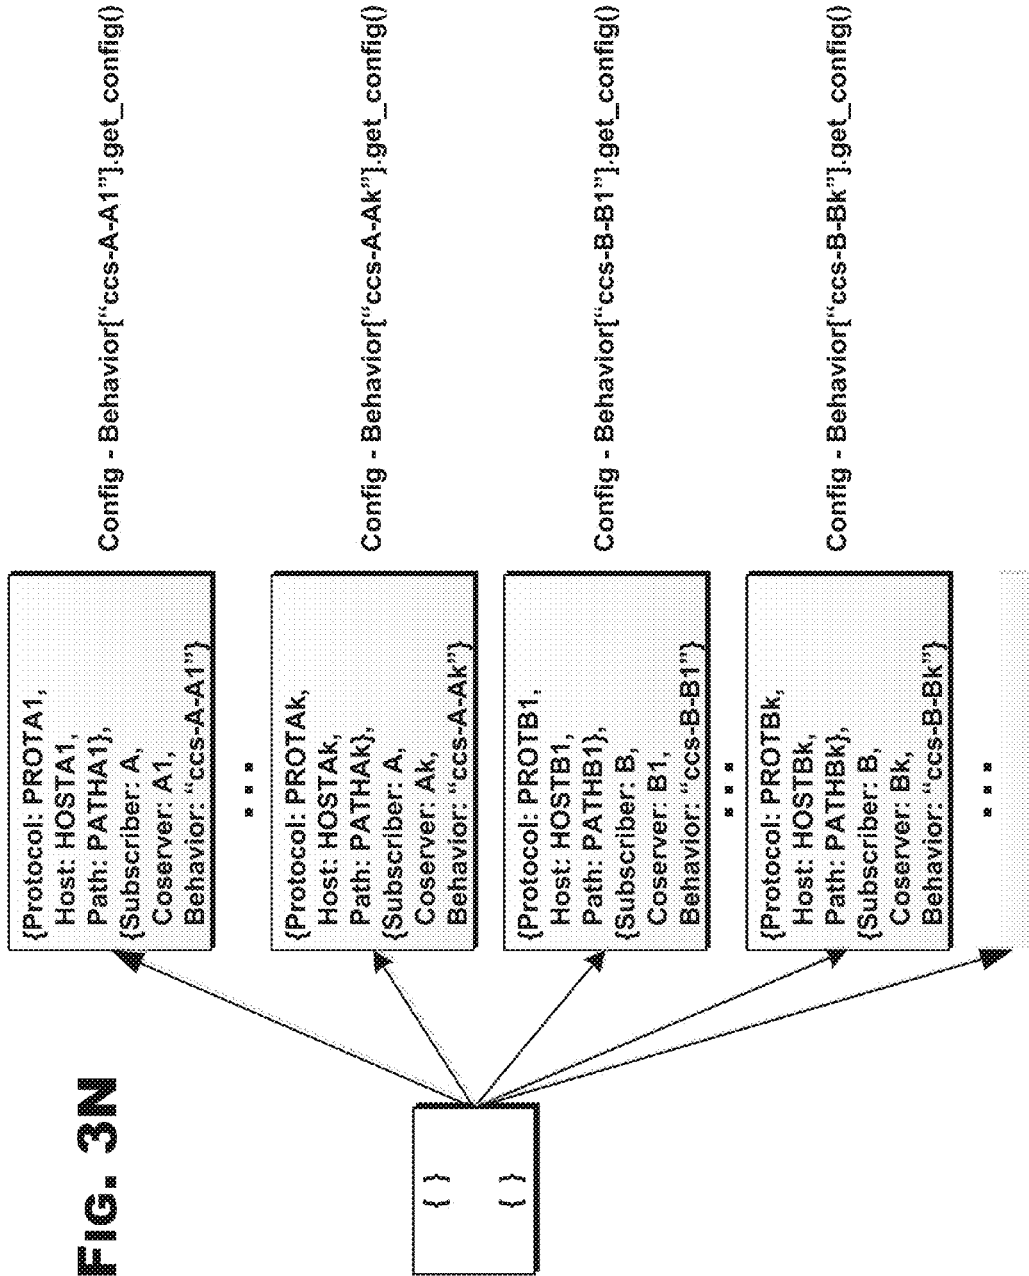 FIG. 3N
{ }
{ }
{Protocol: PROTA1,
Host: HOSTA1,
Path: PATHA1},
{Subscriber: A,
Coserver: A1,
Behavior: “ccs-A-A1”}
Config - Behavior[“ccs-A-A1”].get_config()
...
{Protocol: PROTAk,
Host: HOSTAk,
Path: PATHAk},
{Subscriber: A,
Coserver: Ak,
Behavior: “ccs-A-Ak”}
Config - Behavior[“ccs-A-Ak”].get_config()
{Protocol: PROTB1,
Host: HOSTB1,
Path: PATHB1},
{Subscriber: B,
Coserver: B1,
Behavior: “ccs-B-B1”}
Config - Behavior[“ccs-B-B1”].get_config()
...
{Protocol: PROTBk,
Host: HOSTBk,
Path: PATHBk},
{Subscriber: B,
Coserver: Bk,
Behavior: “ccs-B-Bk”}
Config - Behavior[“ccs-B-Bk”].get_config()
...